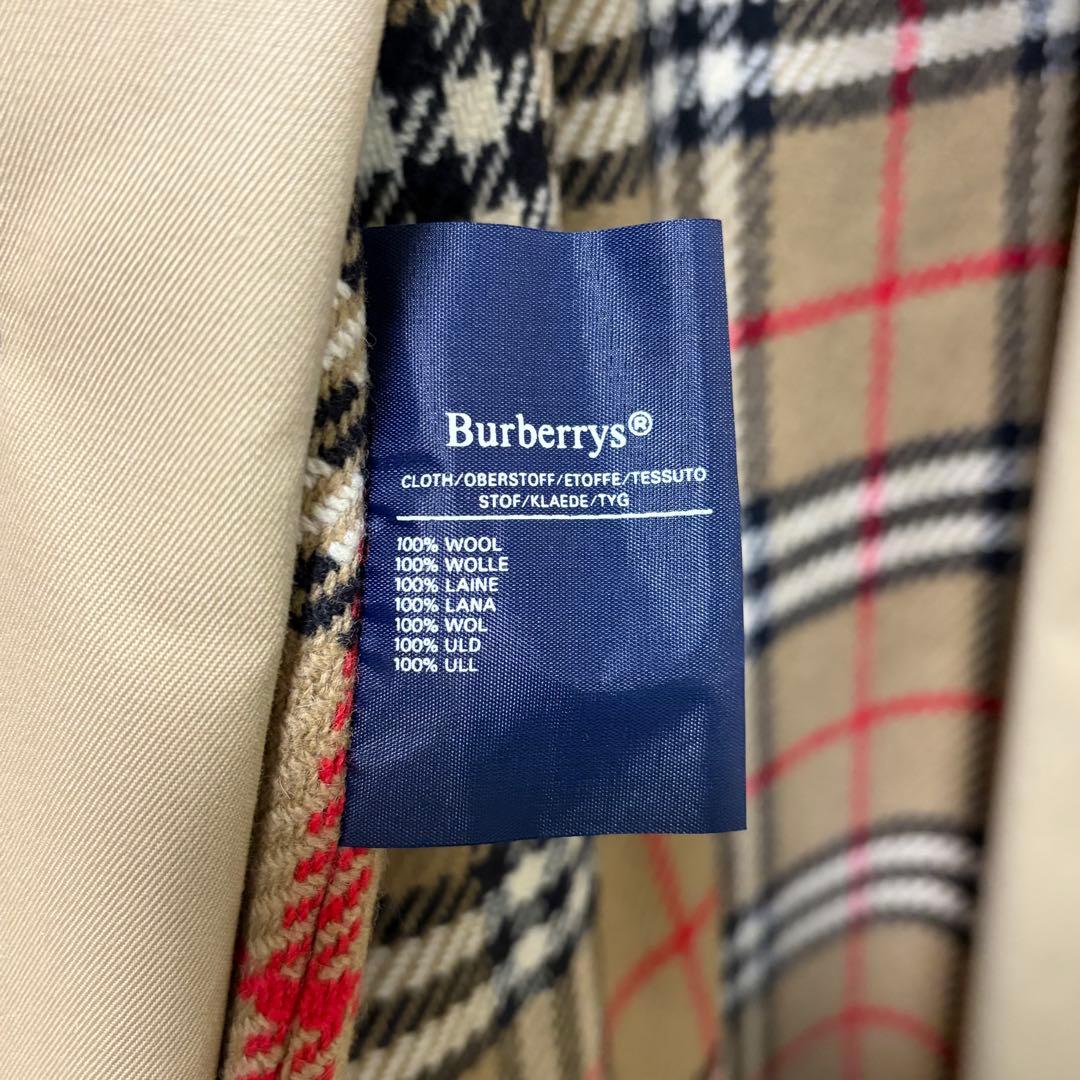 Burberrys®
CLOTH/OBERSTOFF/ETOFFE/TESSUTO
STOF/KLAEDE/TYG
100% WOOL
100% WOLLE
100% LAINE
100% LANA
100% WOL
100% ULD
100% ULL